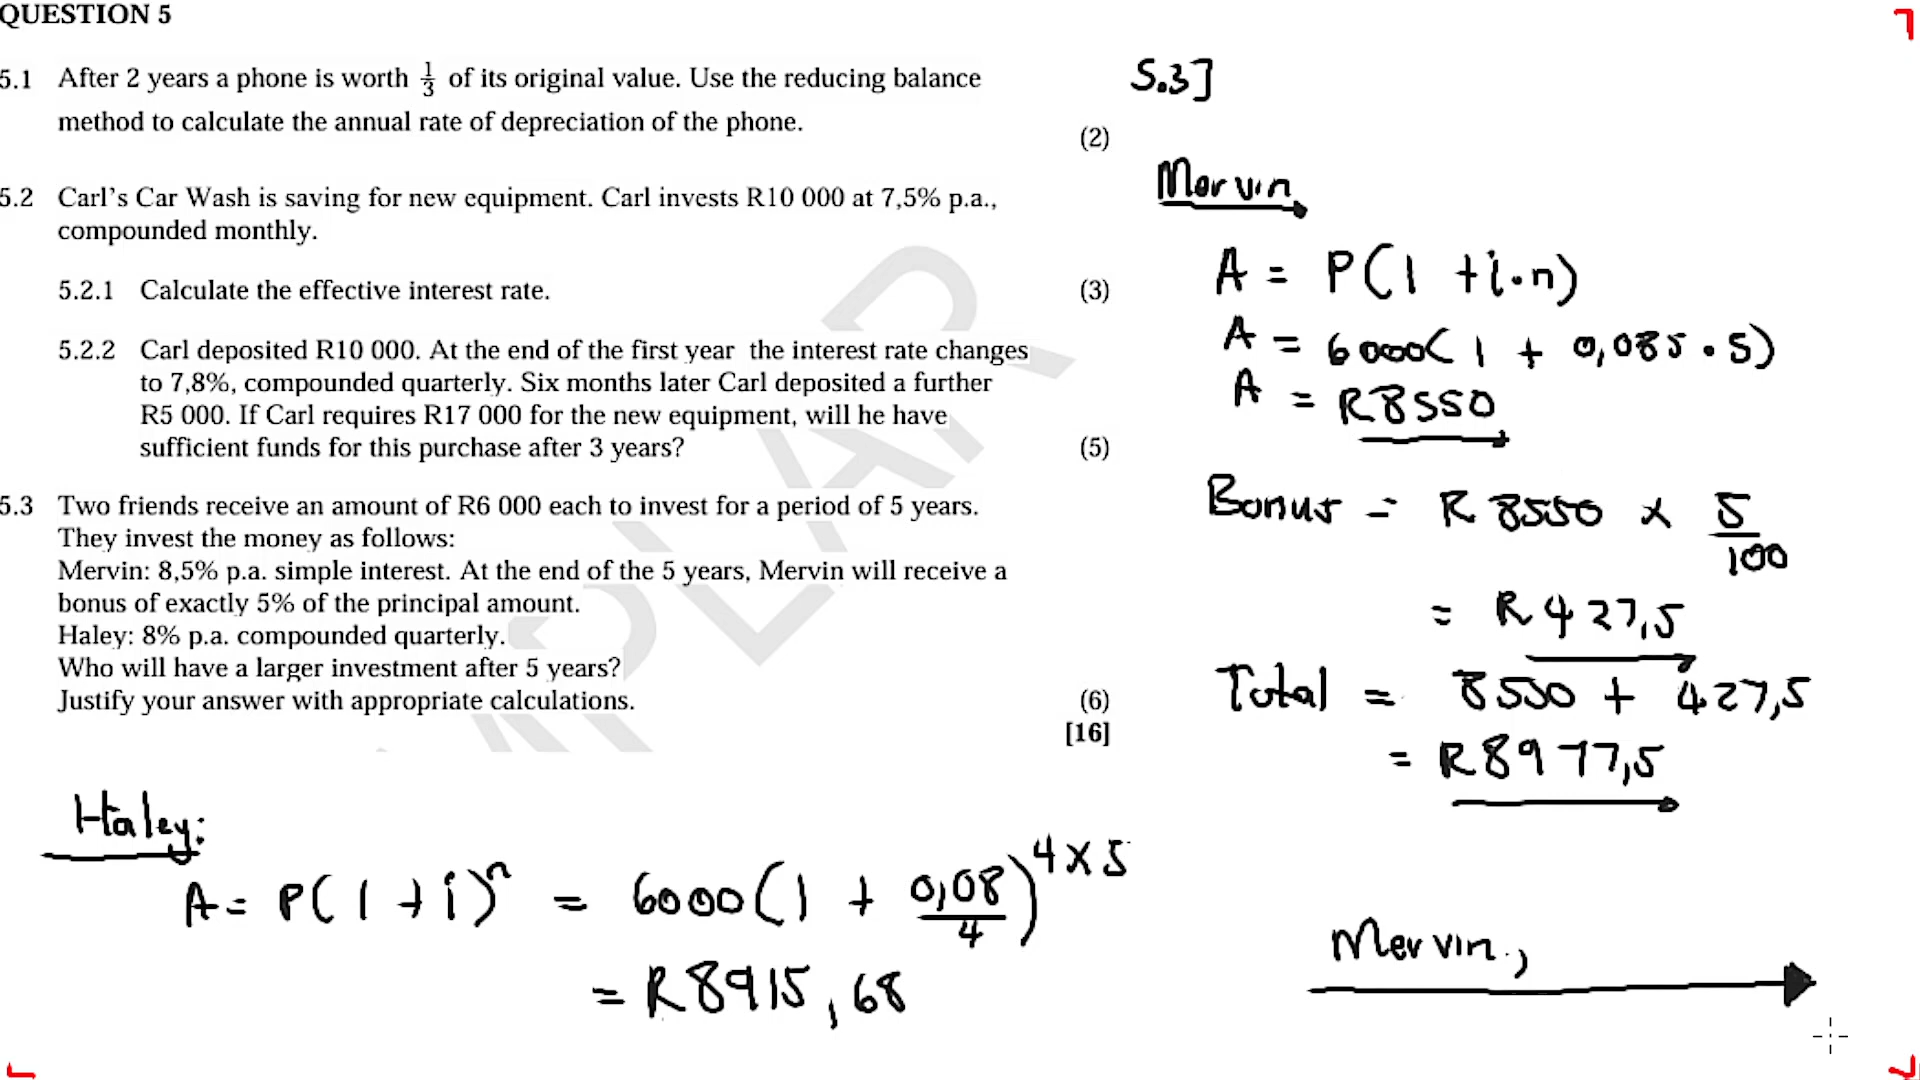 QUESTION 5
5.1 After 2 years a phone is worth 1/3 of its original value. Use the reducing balance
method to calculate the annual rate of depreciation of the phone.
(2)
5.2 Carl's Car Wash is saving for new equipment. Carl invests R10 000 at 7,5% p.a.,
compounded monthly.
5.2.1 Calculate the effective interest rate.
(3)
5.2.2 Carl deposited R10 000. At the end of the first year the interest rate changes
to 7,8%, compounded quarterly. Six months later Carl deposited a further
R5 000. If Carl requires R17 000 for the new equipment, will he have
sufficient funds for this purchase after 3 years?
(5)
5.3 Two friends receive an amount of R6 000 each to invest for a period of 5 years.
They invest the money as follows:
Mervin: 8,5% p.a. simple interest. At the end of the 5 years, Mervin will receive a
bonus of exactly 5% of the principal amount.
Haley: 8% p.a. compounded quarterly.
Who will have a larger investment after 5 years?
Justify your answer with appropriate calculations.
(6)
[16]
5.3]
Mervin
A = P(1 + i.n)
A = 6000(1 + 0,085 . 5)
A = R8550
Bonus = R 8550 x 5/100
= R427,5
Total = 8550 + 427,5
= R8977,5
Haley:
A = P(1 + i)^n = 6000(1 + 0,08/4)^4x5
= R8915,68
Mervin,